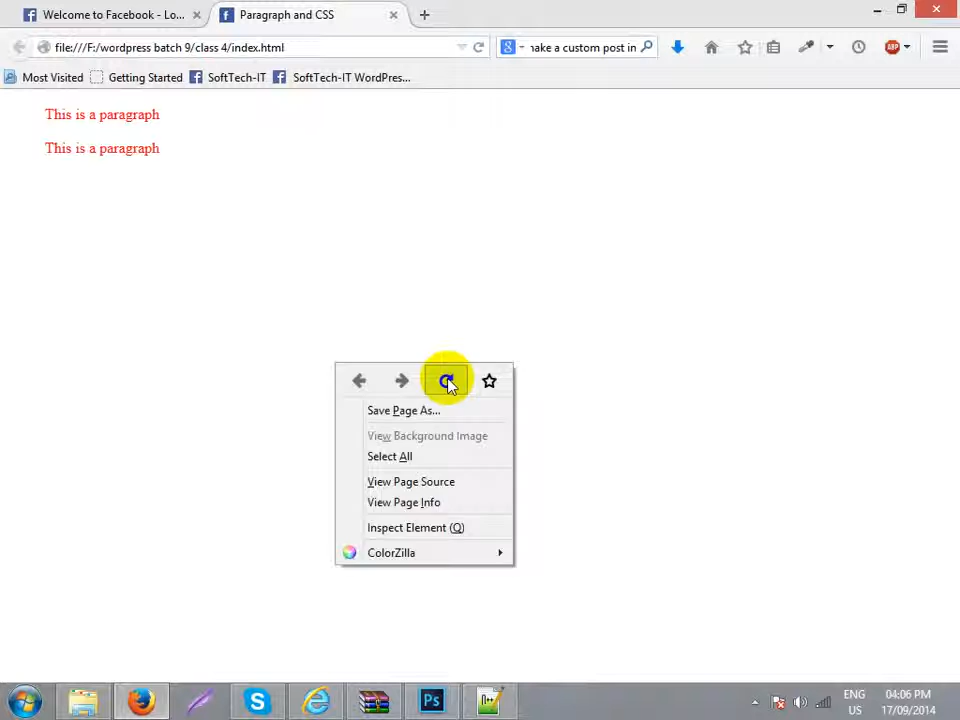 Welcome to Facebook - Lo...
Paragraph and CSS
file:///F:/wordpress batch 9/class 4/index.html
nake a custom post in
ABP
Most Visited
Getting Started
SoftTech-IT
SoftTech-IT WordPres...
This is a paragraph
This is a paragraph
Save Page As...
View Background Image
Select All
View Page Source
View Page Info
Inspect Element (Q)
ColorZilla
Ps
ENG
US
04:06 PM
17/09/2014